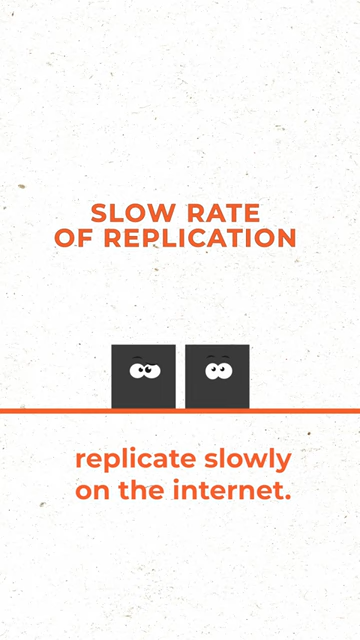 SLOW RATE
OF REPLICATION
replicate slowly
on the internet.